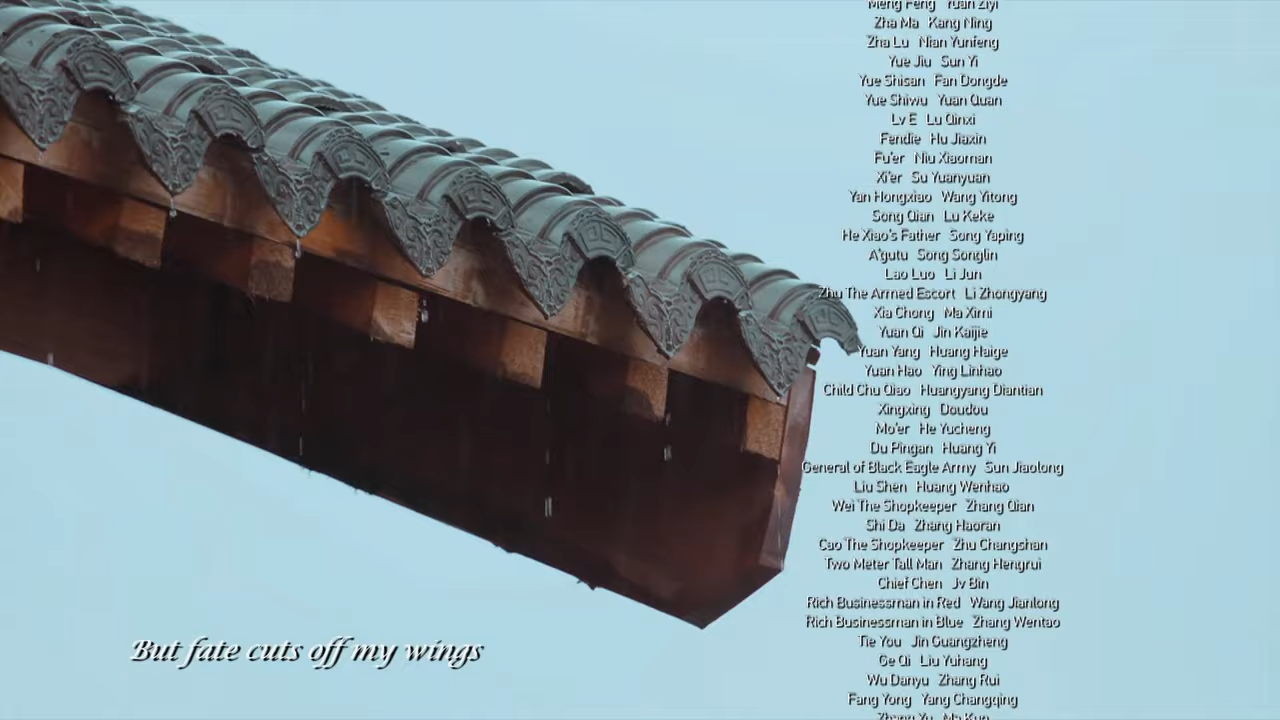 Meng Feng Yuan Ziyi
Zha Ma Kang Ning
Zha Lu Nian Yunfeng
Yue Jiu Sun Yi
Yue Shisan Fan Dongde
Yue Shiwu Yuan Quan
Lv E Lu Qinxi
Fendie Hu Jiaxin
Fu'er Niu Xiaoman
Xi'er Su Yuanyuan
Yan Hongxiao Wang Yitong
Song Qian Lu Keke
He Xiao's Father Song Yaping
A'gutu Song Songlin
Lao Luo Li Jun
Zhu The Armed Escort Li Zhongyang
Xia Chong Ma Ximi
Yuan Qi Jin Kaijie
Yuan Yang Huang Haige
Yuan Hao Ying Linhao
Child Chu Qiao Huangyang Diantian
Xingxing Doudou
Mo'er He Yucheng
Du Pingan Huang Yi
General of Black Eagle Army Sun Jiaolong
Liu Shen Huang Wenhao
Wei The Shopkeeper Zhang Qian
Shi Da Zhang Haoran
Cao The Shopkeeper Zhu Changshan
Two Meter Tall Man Zhang Hengrui
Chief Chen Jv Bin
Rich Businessman in Red Wang Jianlong
Rich Businessman in Blue Zhang Wentao
Tie You Jin Guangzheng
Ge Qi Liu Yuhang
Wu Danyu Zhang Rui
Fang Yong Yang Changqing
Zhang Yu Ma Kun
But fate cuts off my wings